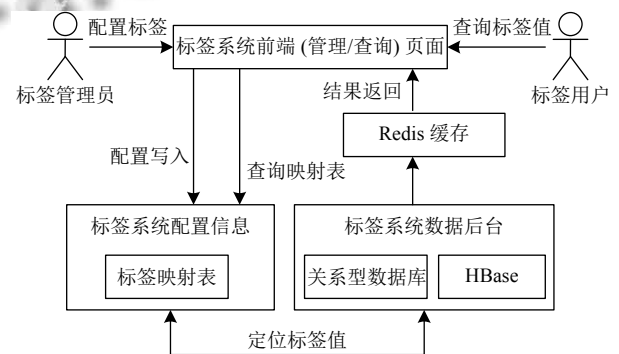 配置标签
查询标签值
标签系统前端 (管理/查询) 页面
标签管理员
标签用户
结果返回
Redis 缓存
配置写入
查询映射表
标签系统配置信息
标签系统数据后台
标签映射表
关系型数据库
HBase
定位标签值